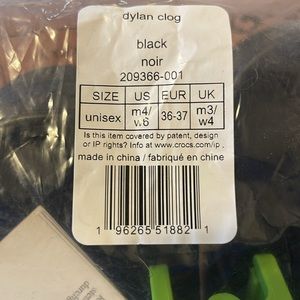 dylan clog
black
noir
209366-001
SIZE US EUR UK
unisex m4/ w6 36-37 m3/ w4
Is this item covered by patent, design
or IP rights? Info at www.crocs.com/ip .
made in china / fabriqué en chine
1 96265 51882 1